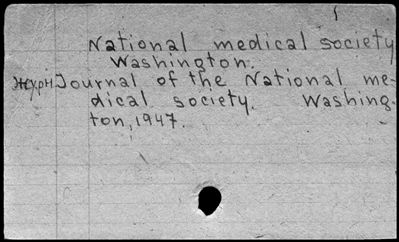 National medical society
Washington.
Журн Journal of the National me-
dical society. Washing-
ton, 1947.